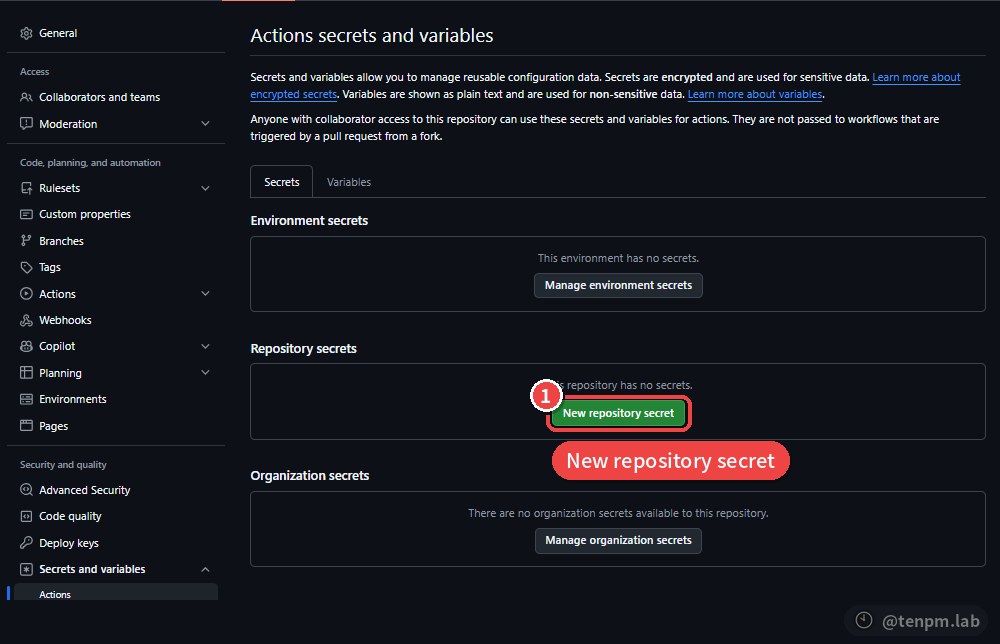 General
Access
Collaborators and teams
Moderation
Code, planning, and automation
Rulesets
Custom properties
Branches
Tags
Actions
Webhooks
Copilot
Planning
Environments
Pages
Security and quality
Advanced Security
Code quality
Deploy keys
Secrets and variables
Actions
Actions secrets and variables
Secrets and variables allow you to manage reusable configuration data. Secrets are encrypted and are used for sensitive data. Learn more about
encrypted secrets. Variables are shown as plain text and are used for non-sensitive data. Learn more about variables.
Anyone with collaborator access to this repository can use these secrets and variables for actions. They are not passed to workflows that are
triggered by a pull request from a fork.
Secrets Variables
Environment secrets
This environment has no secrets.
Manage environment secrets
Repository secrets
repository has no secrets.
1
New repository secret
New repository secret
Organization secrets
There are no organization secrets available to this repository.
Manage organization secrets
@tenpm.lab